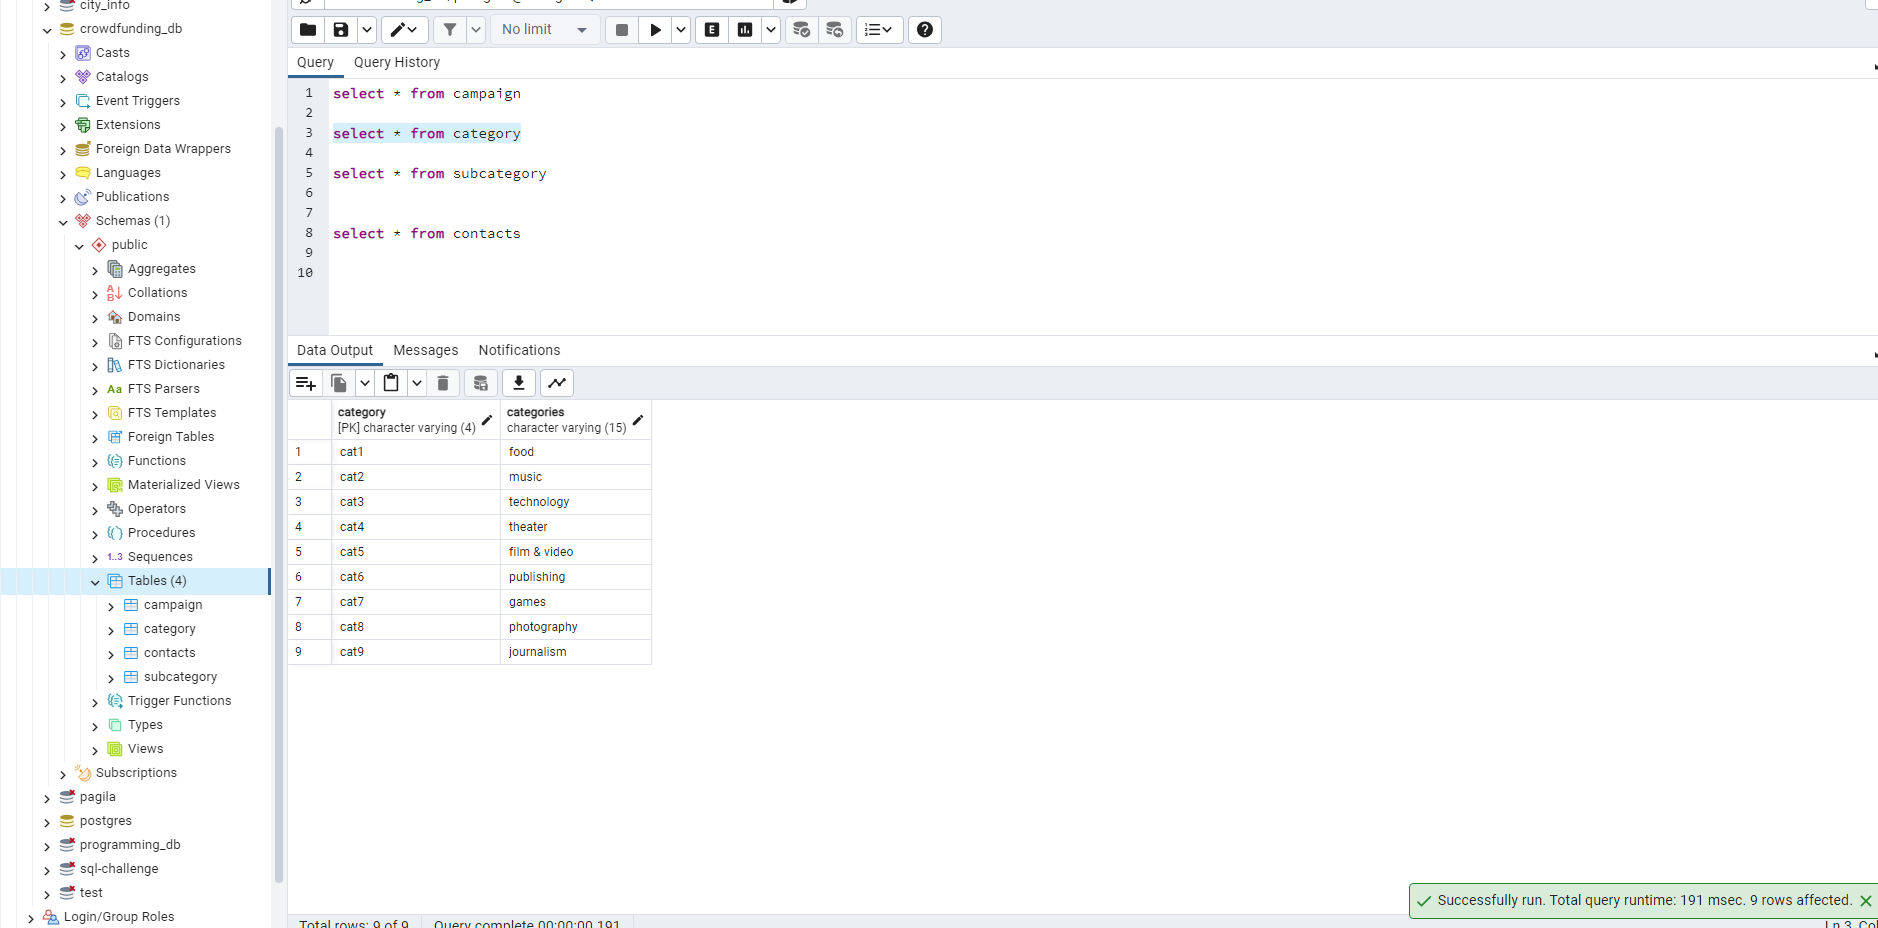 city_info
crowdfunding_db
Casts
Catalogs
Event Triggers
Extensions
Foreign Data Wrappers
Languages
Publications
Schemas (1)
public
Aggregates
Collations
Domains
FTS Configurations
FTS Dictionaries
Aa FTS Parsers
FTS Templates
Foreign Tables
Functions
Materialized Views
Operators
Procedures
1..3 Sequences
Tables (4)
campaign
category
contacts
subcategory
Trigger Functions
Types
Views
Subscriptions
pagila
postgres
programming_db
sql-challenge
test
Login/Group Roles
No limit
E
Query Query History
1 select * from campaign
2
3 select * from category
4
5 select * from subcategory
6
7
8 select * from contacts
9
10
Data Output Messages Notifications
category categories
[PK] character varying (4) character varying (15)
1 cat1 food
2 cat2 music
3 cat3 technology
4 cat4 theater
5 cat5 film & video
6 cat6 publishing
7 cat7 games
8 cat8 photography
9 cat9 journalism
Successfully run. Total query runtime: 191 msec. 9 rows affected.
Total rows: 9 of 9 Query complete 00:00:00.191
Ln 3, Col